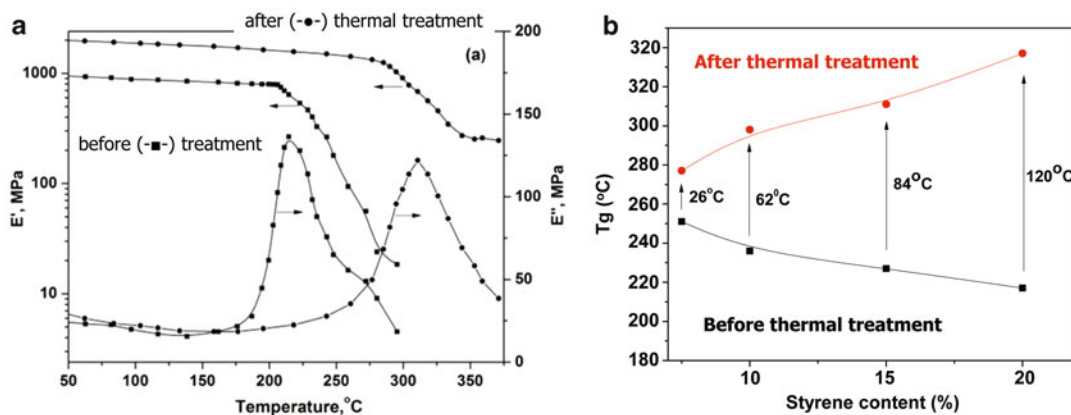 a
after (-●-) thermal treatment
(a)
before (-■-) treatment
E', MPa
1000
100
10
200
150
100
50
0
E'', MPa
50 100 150 200 250 300 350
Temperature,°C
b
After thermal treatment
26°C
62⁰C
84°C
120°C
Before thermal treatment
Tg (°C)
320
300
280
260
240
220
200
180
10 15 20
Styrene content (%)